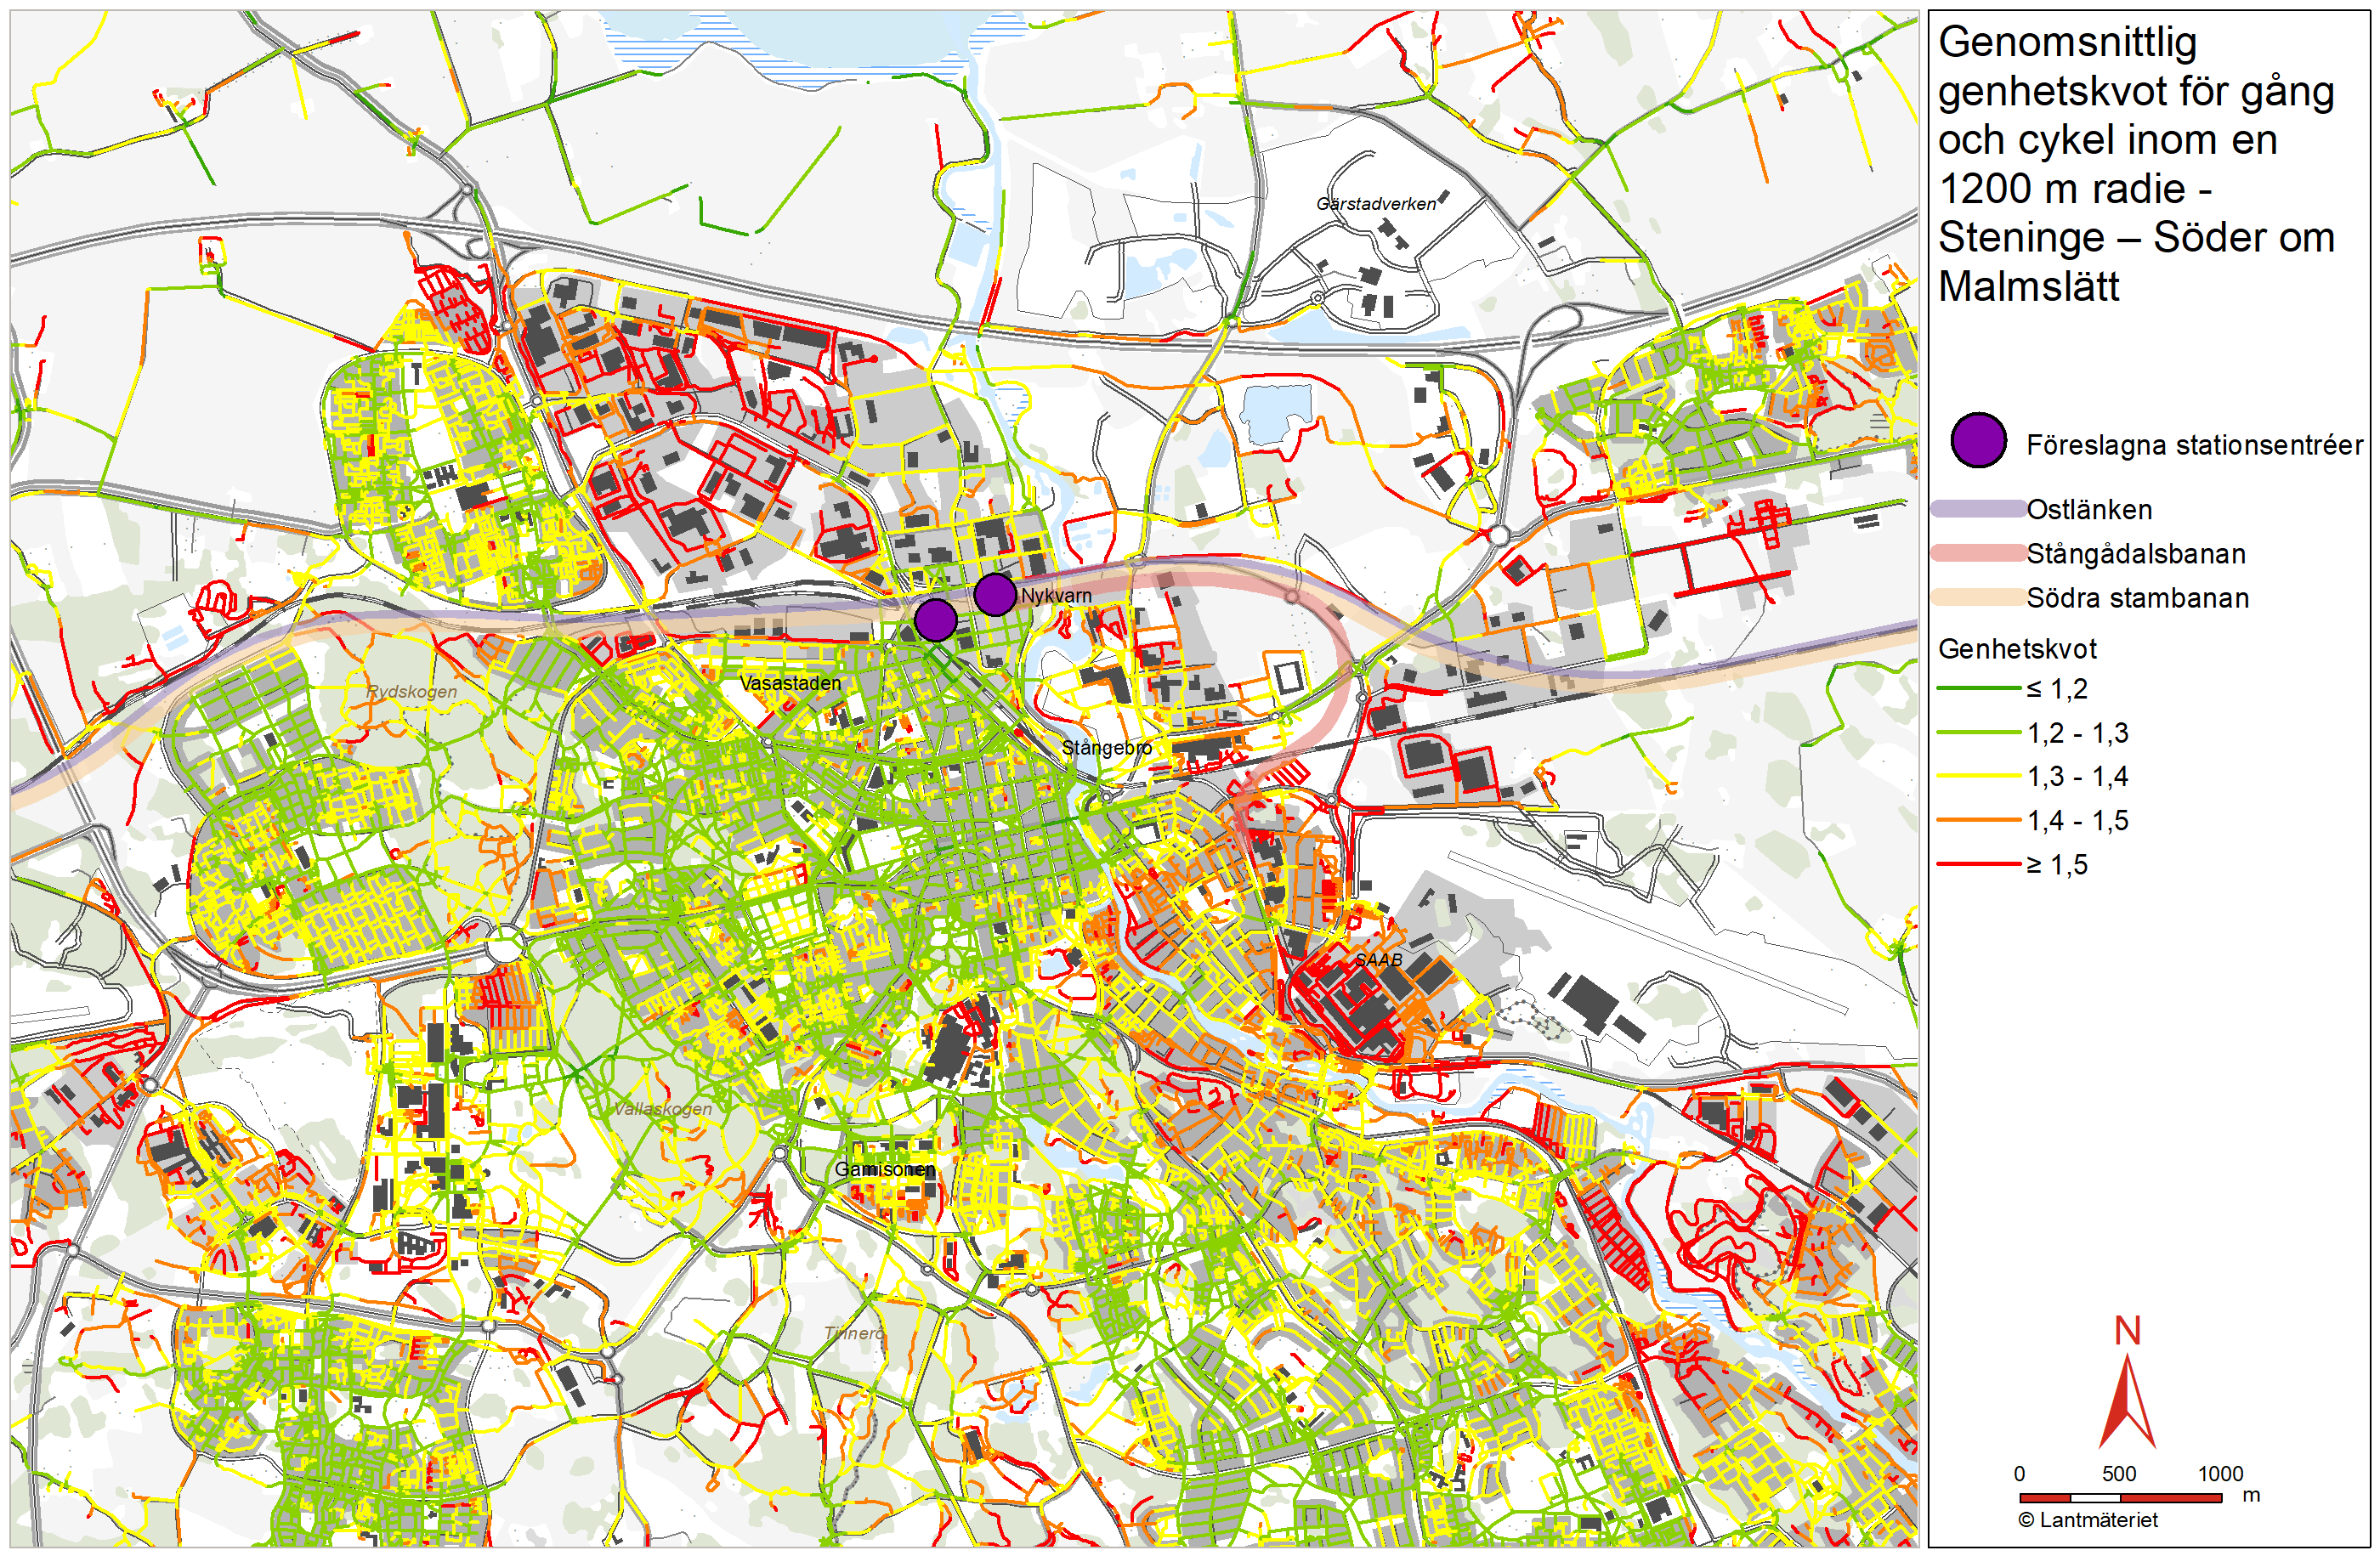 Genomsnittlig
genhetskvot för gång
och cykel inom en
1200 m radie -
Steninge – Söder om
Malmslätt
Föreslagna stationsentréer
Ostlänken
Stångådalsbanan
Södra stambanan
Genhetskvot
≤ 1,2
1,2 - 1,3
1,3 - 1,4
1,4 - 1,5
≥ 1,5
N
0 500 1000
m
© Lantmäteriet
Gärstadverken
Nykvarn
Rydskogen
Vasastaden
Stångebro
SAAB
Vallaskogen
Garnisonen
Tinnerö